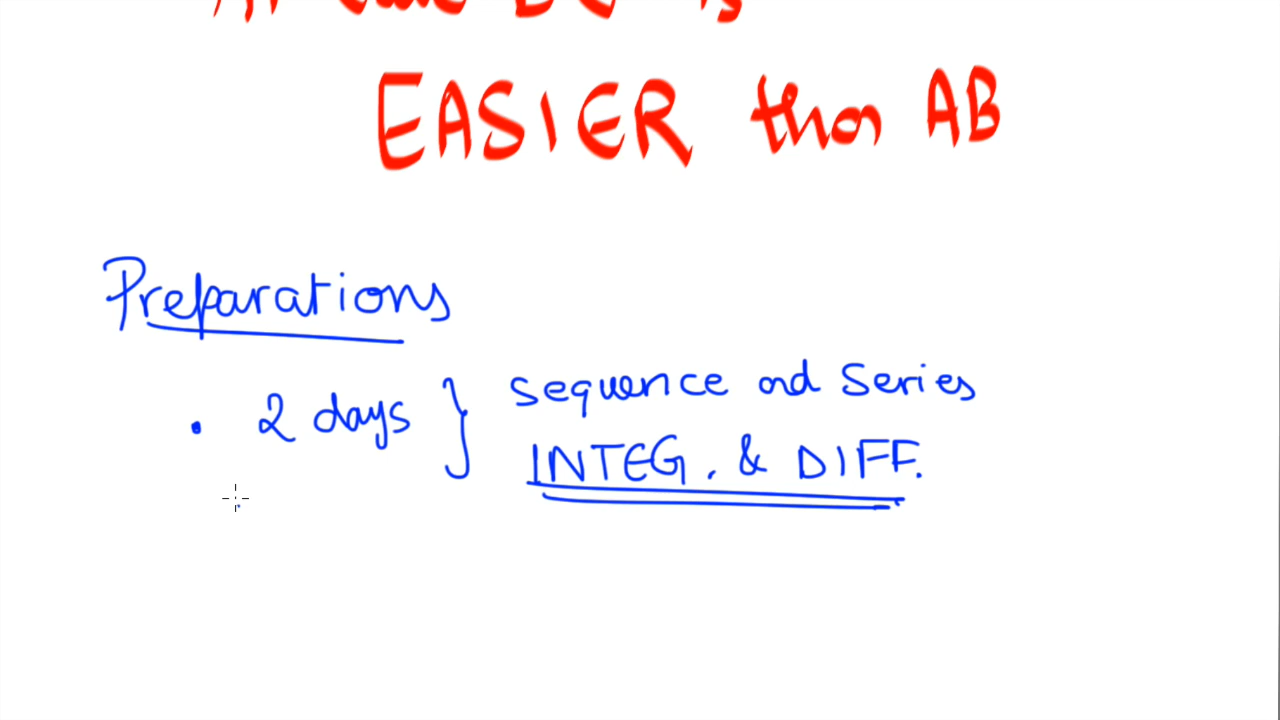 EASIER than AB
Preparations
• 2 days } sequence and series
INTEG. & DIFF.